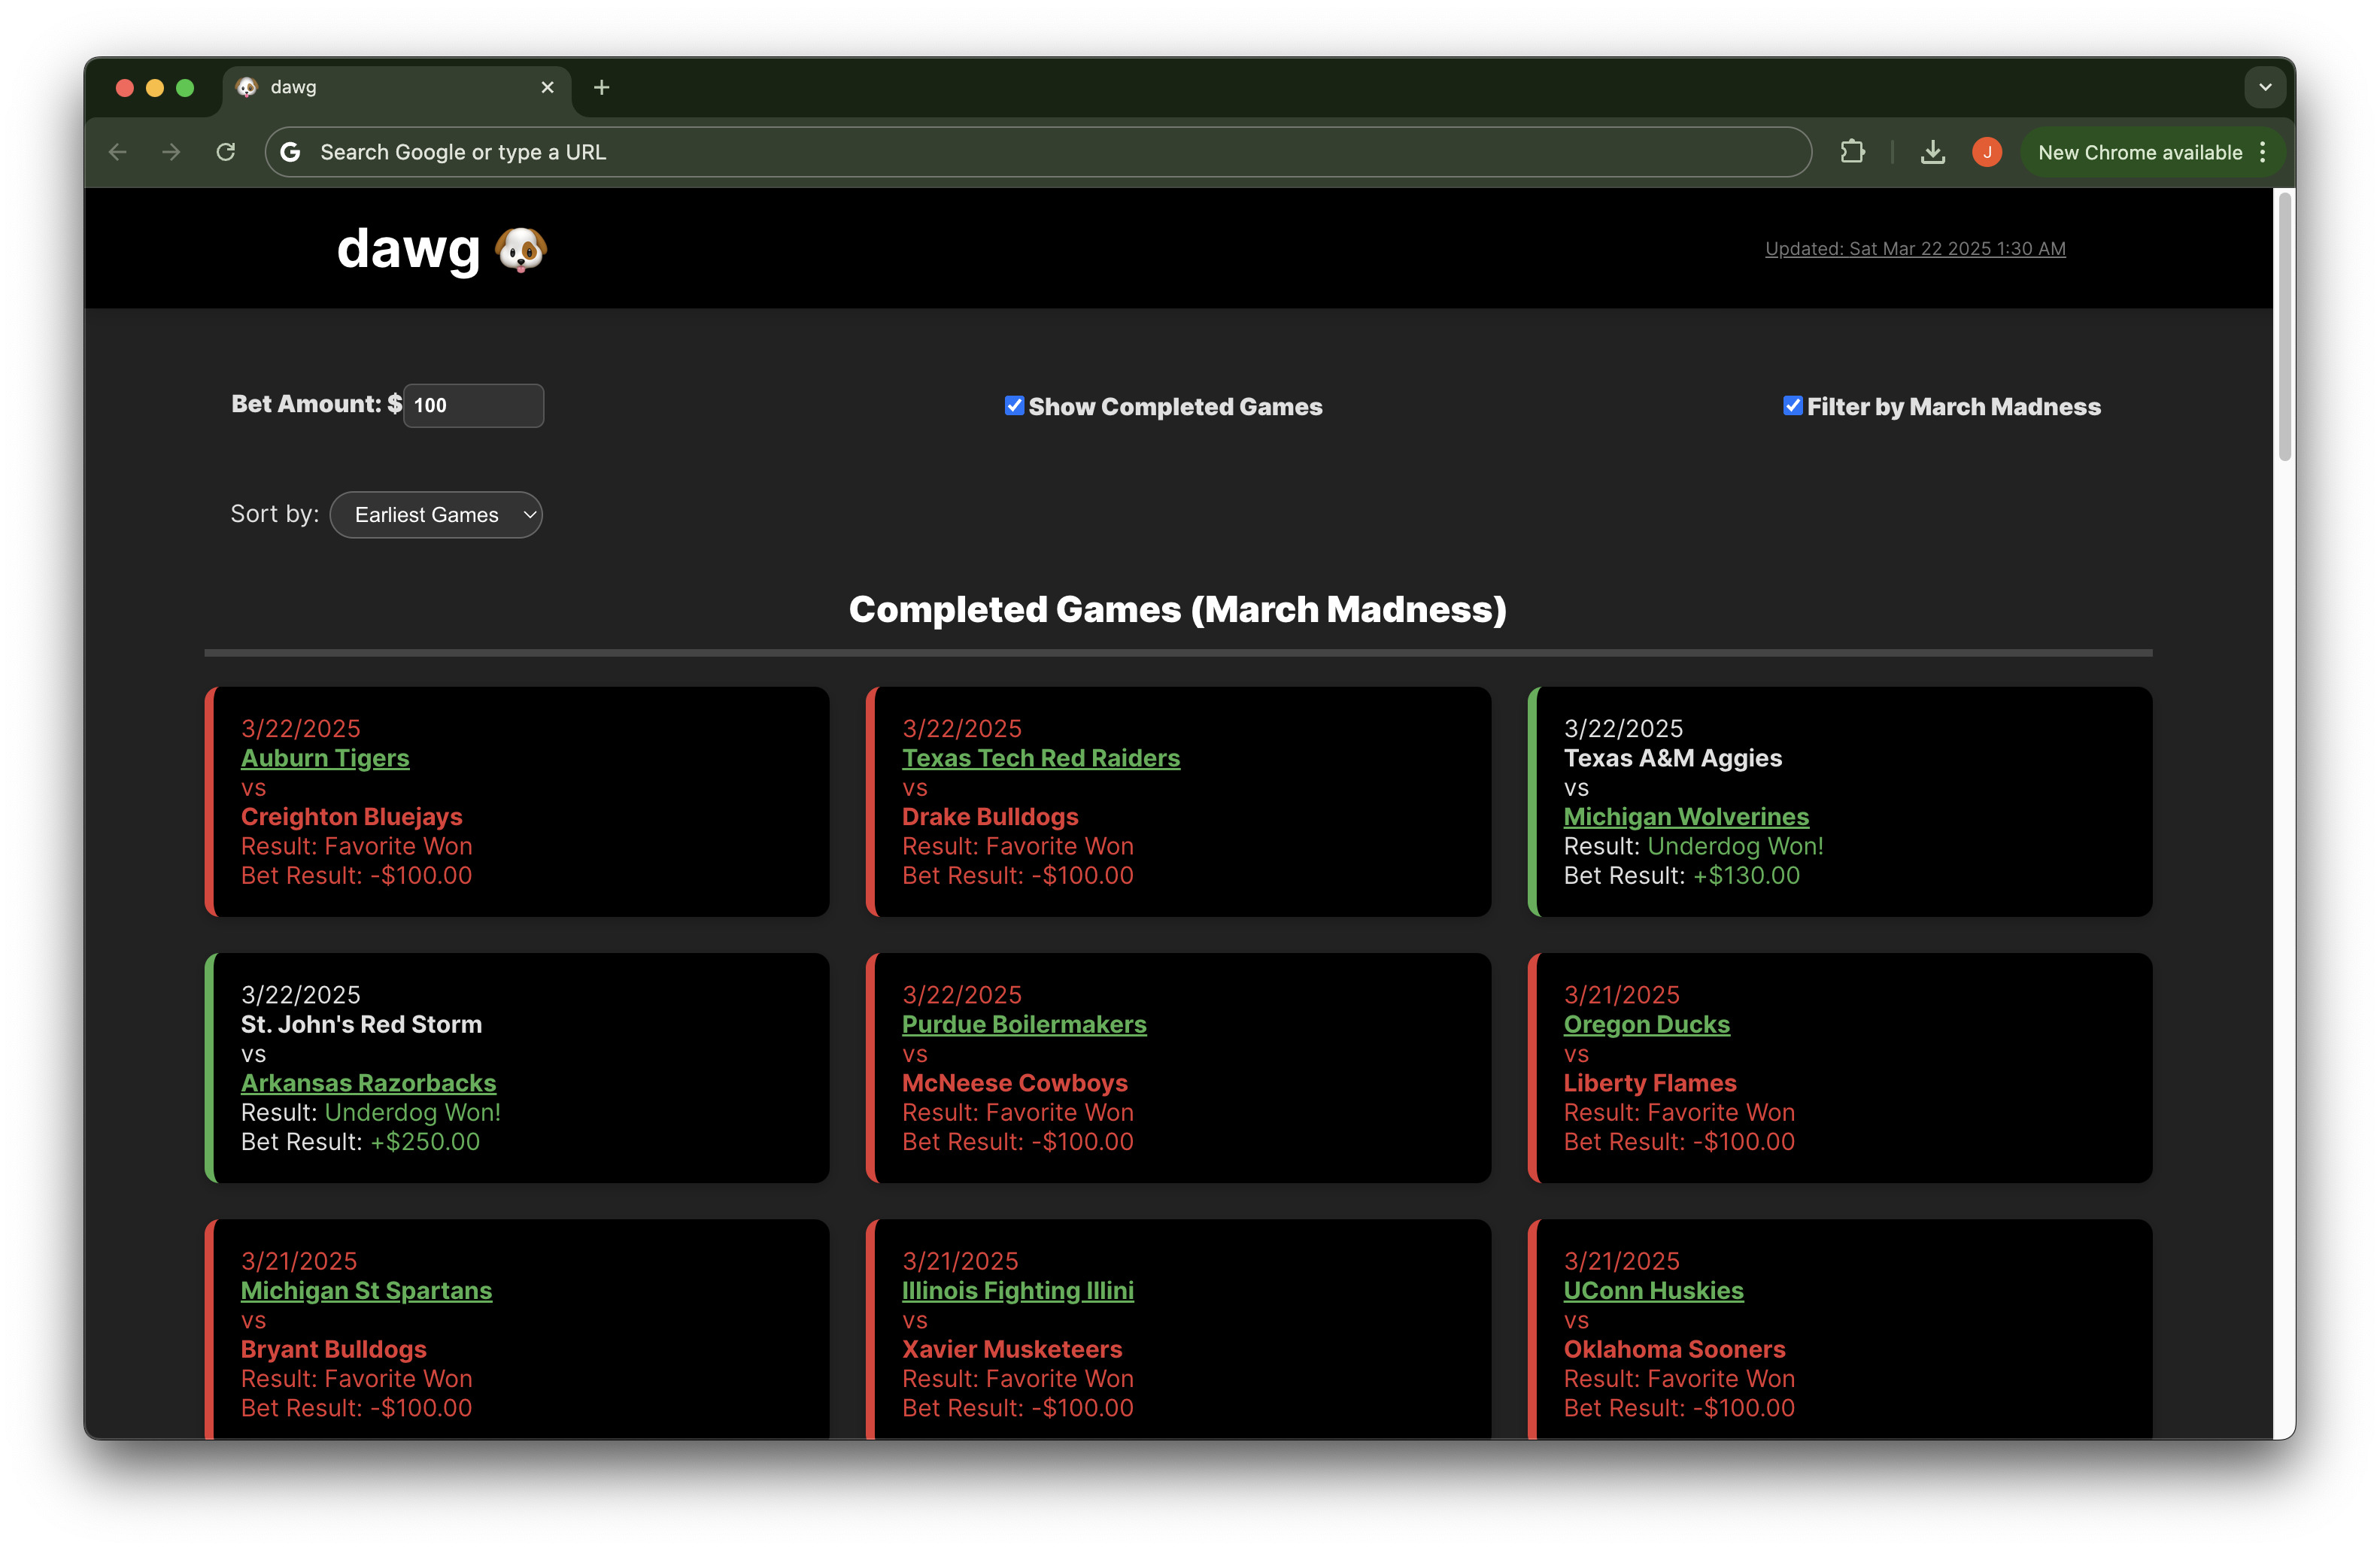 dawg
Search Google or type a URL
J
New Chrome available
dawg
Updated: Sat Mar 22 2025 1:30 AM
Bet Amount: $ 100
Show Completed Games
Filter by March Madness
Sort by: Earliest Games
Completed Games (March Madness)
3/22/2025
Auburn Tigers
vs
Creighton Bluejays
Result: Favorite Won
Bet Result: -$100.00
3/22/2025
Texas Tech Red Raiders
vs
Drake Bulldogs
Result: Favorite Won
Bet Result: -$100.00
3/22/2025
Texas A&M Aggies
vs
Michigan Wolverines
Result: Underdog Won!
Bet Result: +$130.00
3/22/2025
St. John's Red Storm
vs
Arkansas Razorbacks
Result: Underdog Won!
Bet Result: +$250.00
3/22/2025
Purdue Boilermakers
vs
McNeese Cowboys
Result: Favorite Won
Bet Result: -$100.00
3/21/2025
Oregon Ducks
vs
Liberty Flames
Result: Favorite Won
Bet Result: -$100.00
3/21/2025
Michigan St Spartans
vs
Bryant Bulldogs
Result: Favorite Won
Bet Result: -$100.00
3/21/2025
Illinois Fighting Illini
vs
Xavier Musketeers
Result: Favorite Won
Bet Result: -$100.00
3/21/2025
UConn Huskies
vs
Oklahoma Sooners
Result: Favorite Won
Bet Result: -$100.00